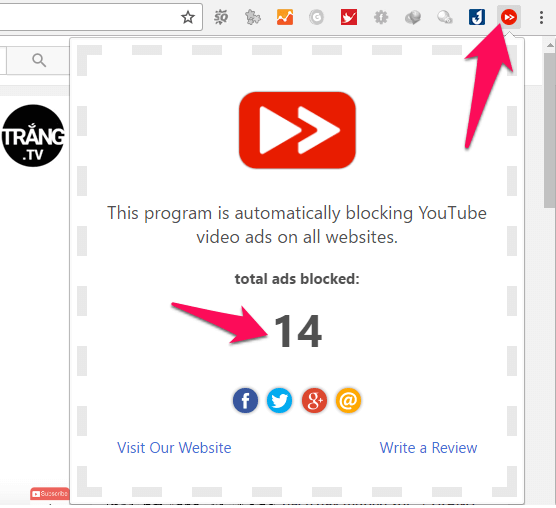 TRẮNG
.TV
This program is automatically blocking YouTube
video ads on all websites.
total ads blocked:
14
Visit Our Website
Write a Review
Subscribe